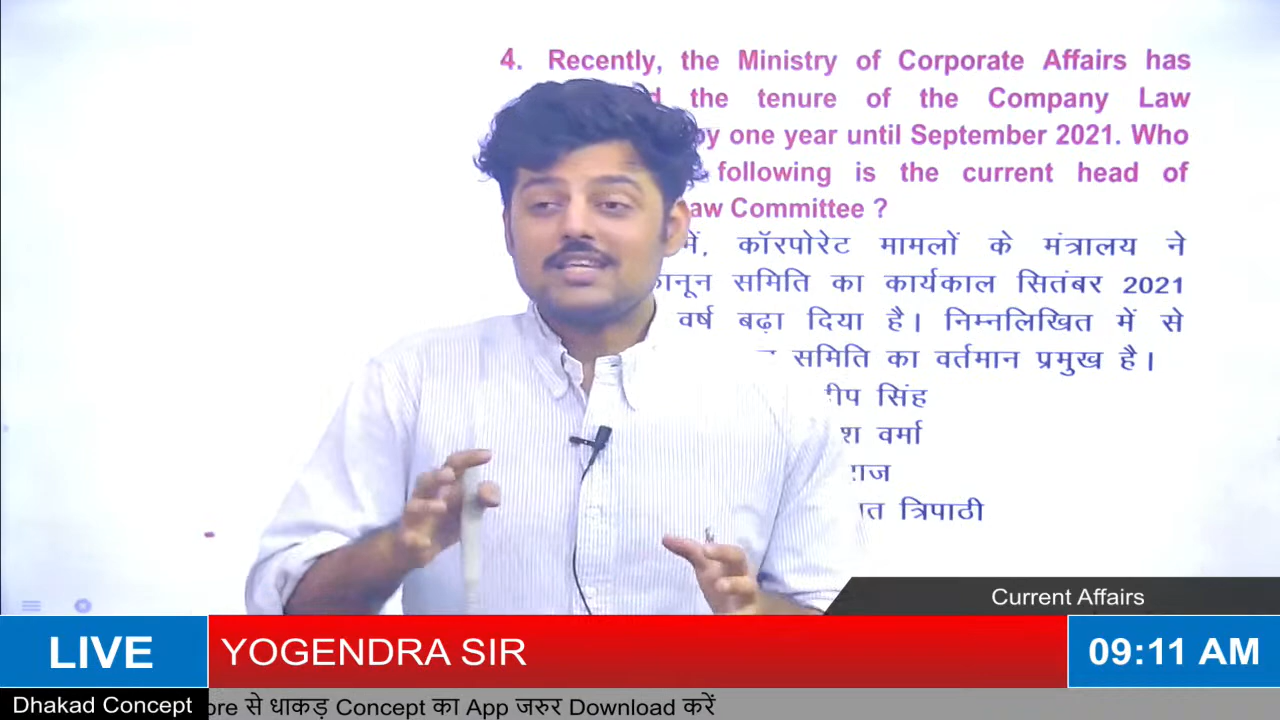 4. Recently, the Ministry of Corporate Affairs has
the tenure of the Company Law
by one year until September 2021. Who
following is the current head of
Committee ?
में, कॉरपोरेट मामलों के मंत्रालय ने
समिति का कार्यकाल सितंबर 2021
वर्ष बढ़ा दिया है। निम्नलिखित में से
समिति का वर्तमान प्रमुख है।
सिंह
वर्मा
त्रिपाठी
Current Affairs
LIVE
YOGENDRA SIR
09:11 AM
Dhakad Concept
से धाकड़ Concept का App जरुर Download करें